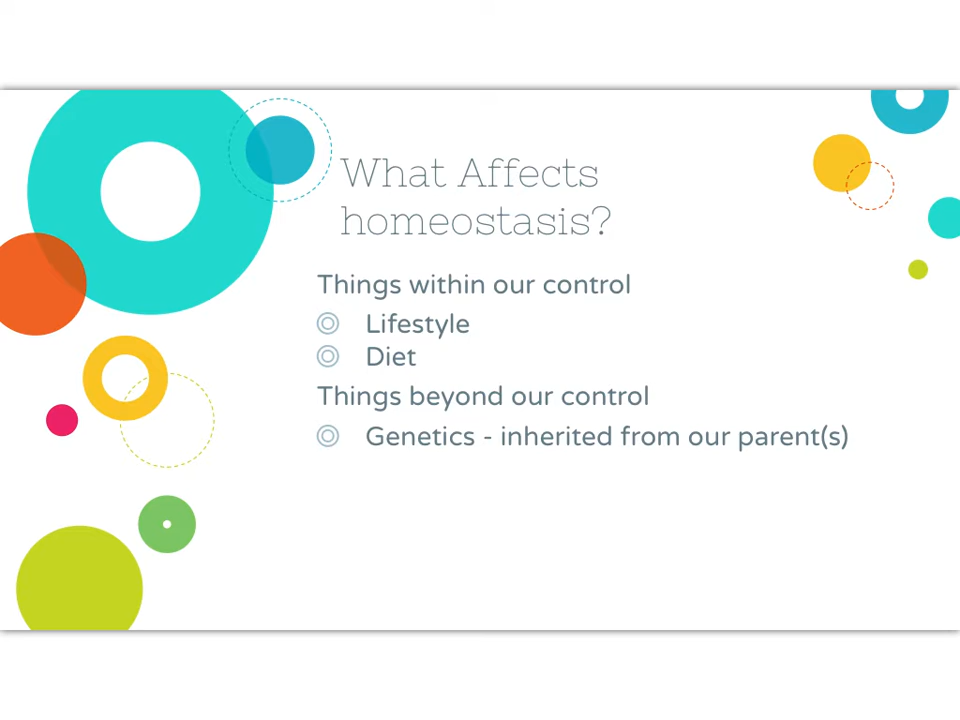 What Affects
homeostasis?
Things within our control
Lifestyle
Diet
Things beyond our control
Genetics - inherited from our parent(s)